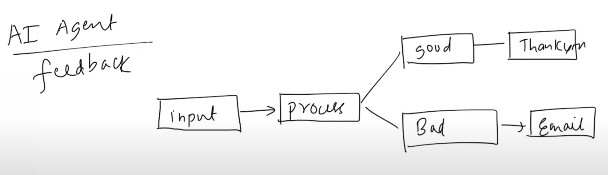 AI Agent
feedback
input
process
good
Thankyou
Bad
Email